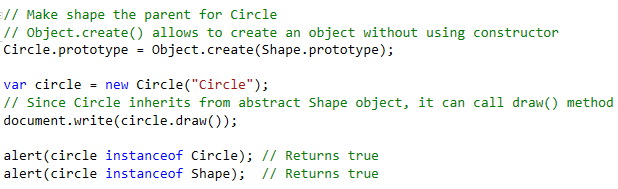 // Make shape the parent for Circle
// Object.create() allows to create an object without using constructor
Circle.prototype = Object.create(Shape.prototype);
var circle = new Circle("Circle");
// Since Circle inherits from abstract Shape object, it can call draw() method
document.write(circle.draw());
alert(circle instanceof Circle); // Returns true
alert(circle instanceof Shape);  // Returns true